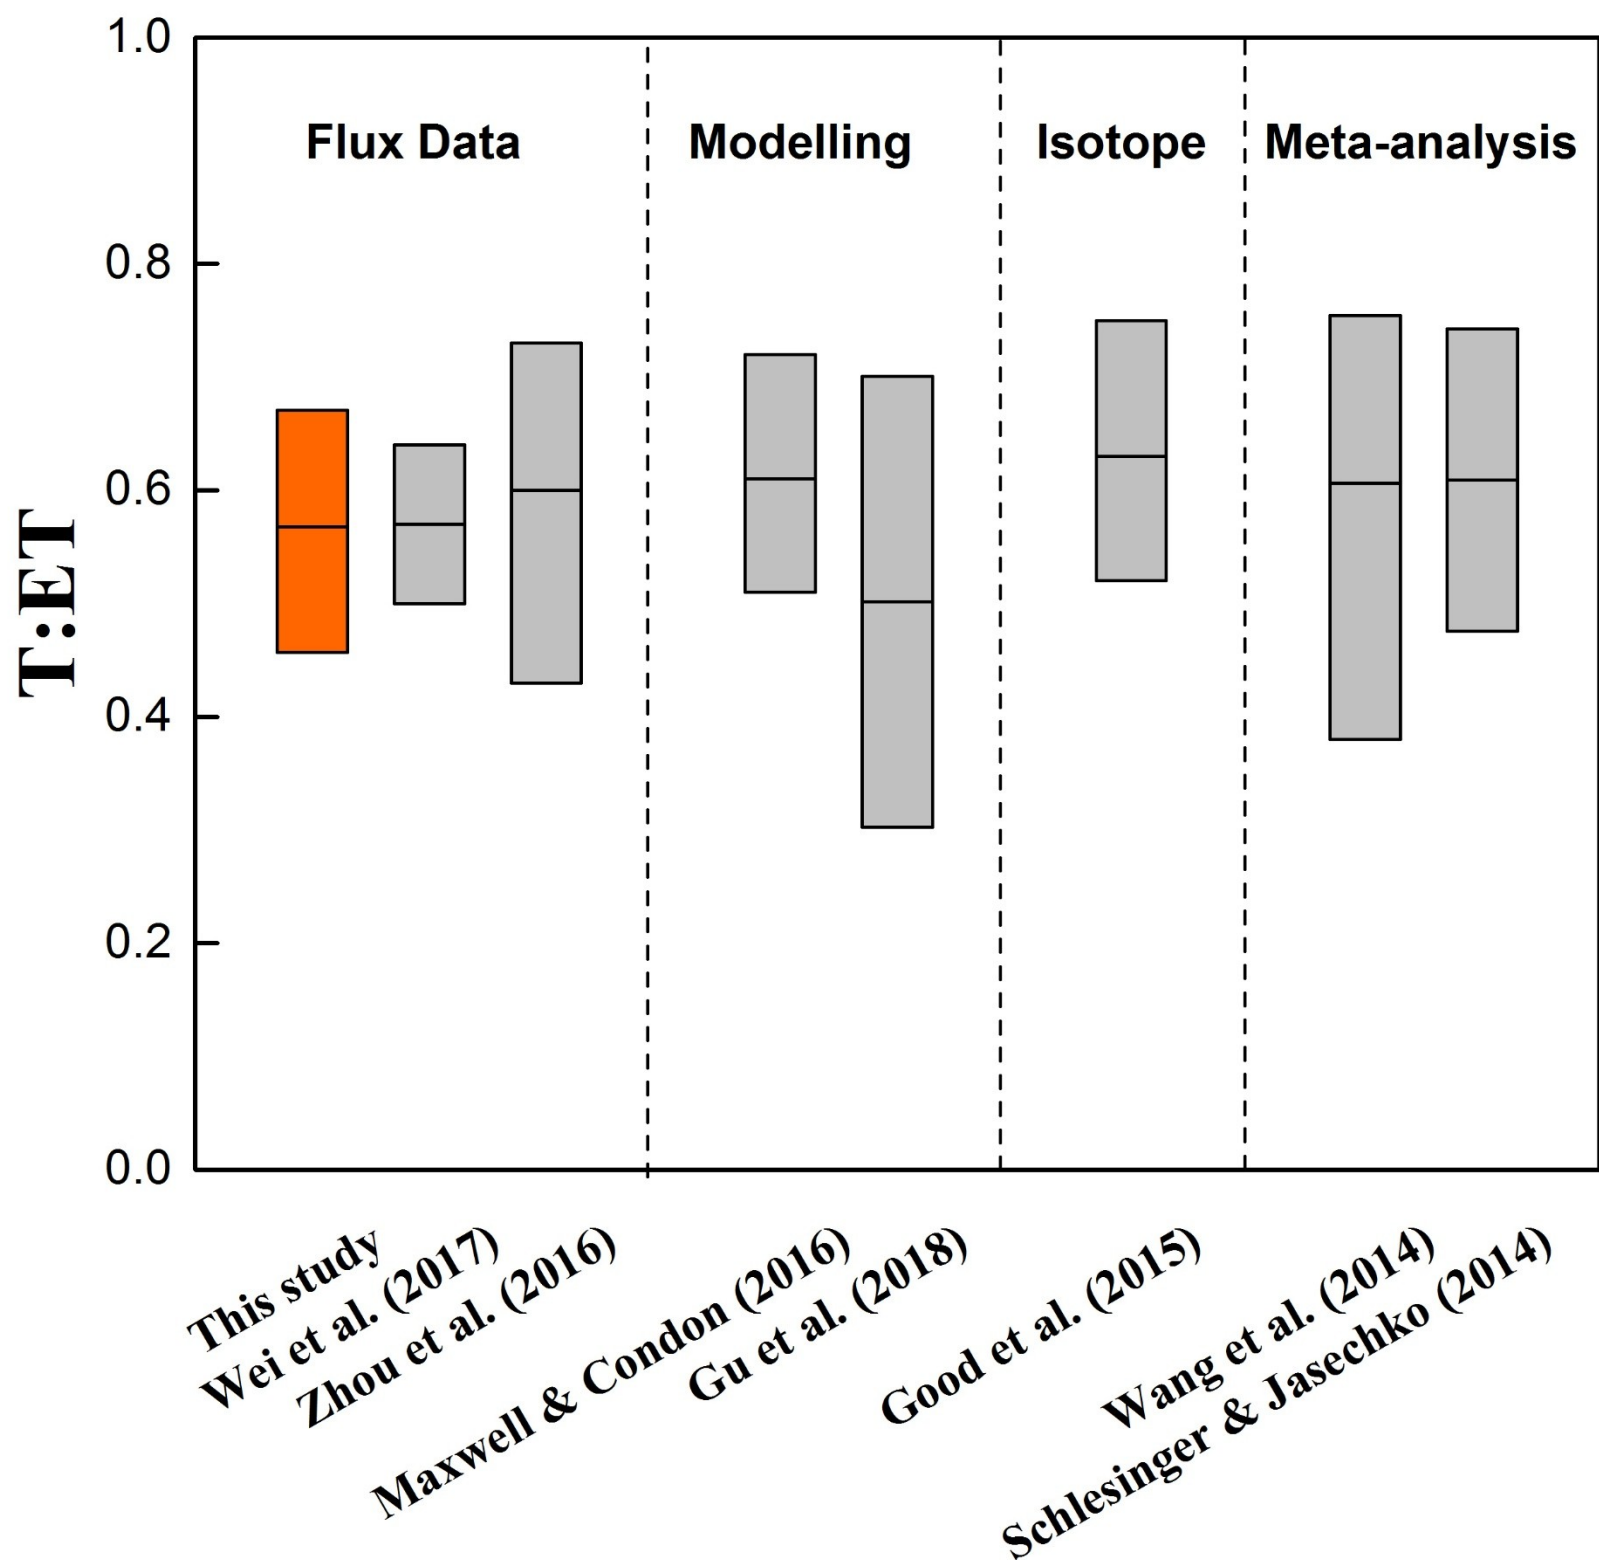 1.0
0.8
0.6
0.4
0.2
0.0
T:ET
Flux Data
Modelling
Isotope
Meta-analysis
This study
Wei et al. (2017)
Zhou et al. (2016)
Maxwell & Condon (2016)
Gu et al. (2018)
Good et al. (2015)
Wang et al. (2014)
Schlesinger & Jasechko (2014)